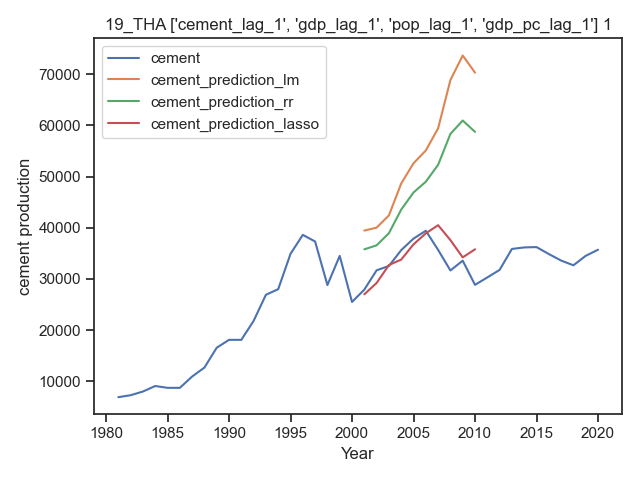 19_THA ['cement_lag_1', 'gdp_lag_1', 'pop_lag_1', 'gdp_pc_lag_1'] 1
cement
cement_prediction_lm
cement_prediction_rr
cement_prediction_lasso
cement production
70000
60000
50000
40000
30000
20000
10000
1980 1985 1990 1995 2000 2005 2010 2015 2020
Year